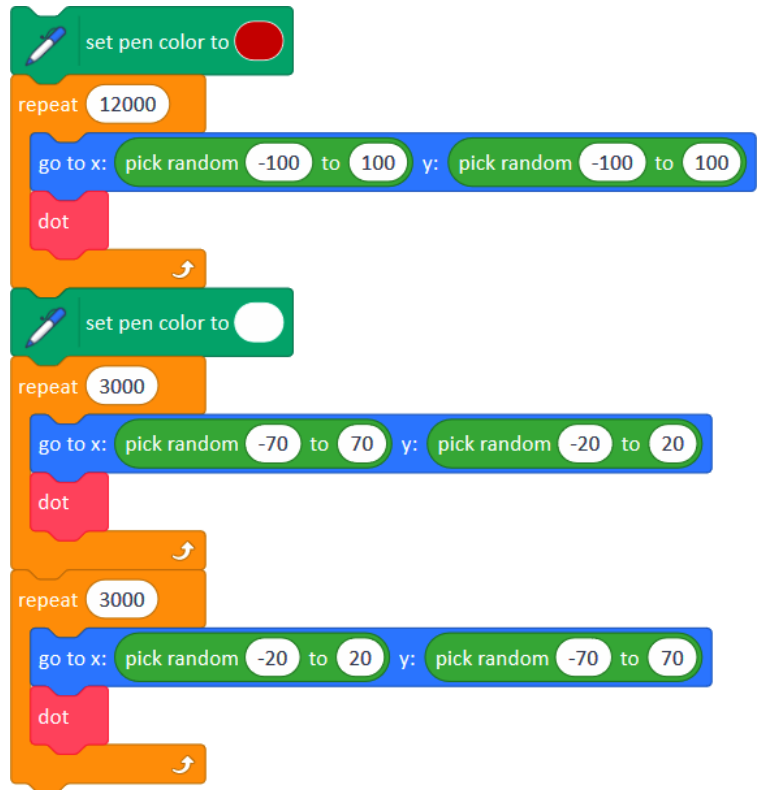 set pen color to
repeat 12000
go to x: pick random -100 to 100 y: pick random -100 to 100
dot
set pen color to
repeat 3000
go to x: pick random -70 to 70 y: pick random -20 to 20
dot
repeat 3000
go to x: pick random -20 to 20 y: pick random -70 to 70
dot